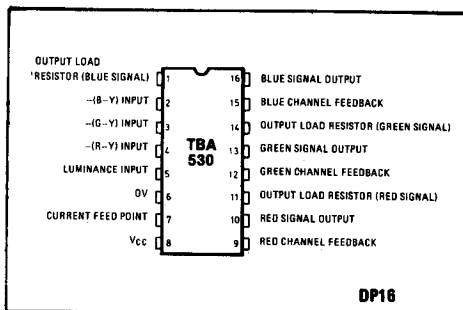 OUTPUT LOAD
RESISTOR (BLUE SIGNAL) 1
-(B-Y) INPUT 2
-(G-Y) INPUT 3
-(R-Y) INPUT 4
LUMINANCE INPUT 5
0V 6
CURRENT FEED POINT 7
VCC 8
TBA
530
16 BLUE SIGNAL OUTPUT
15 BLUE CHANNEL FEEDBACK
14 OUTPUT LOAD RESISTOR (GREEN SIGNAL)
13 GREEN SIGNAL OUTPUT
12 GREEN CHANNEL FEEDBACK
11 OUTPUT LOAD RESISTOR (RED SIGNAL)
10 RED SIGNAL OUTPUT
9 RED CHANNEL FEEDBACK
DP16